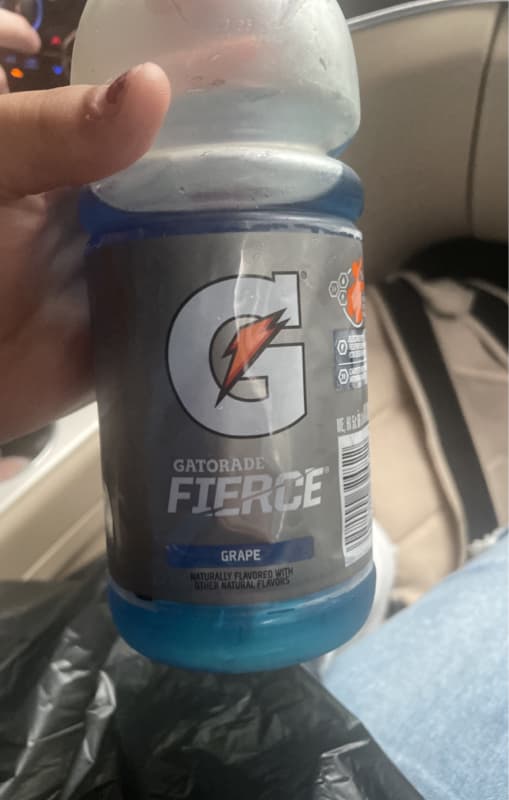 G
GATORADE
FIERCE®
GRAPE
NATURALLY FLAVORED WITH
OTHER NATURAL FLAVORS